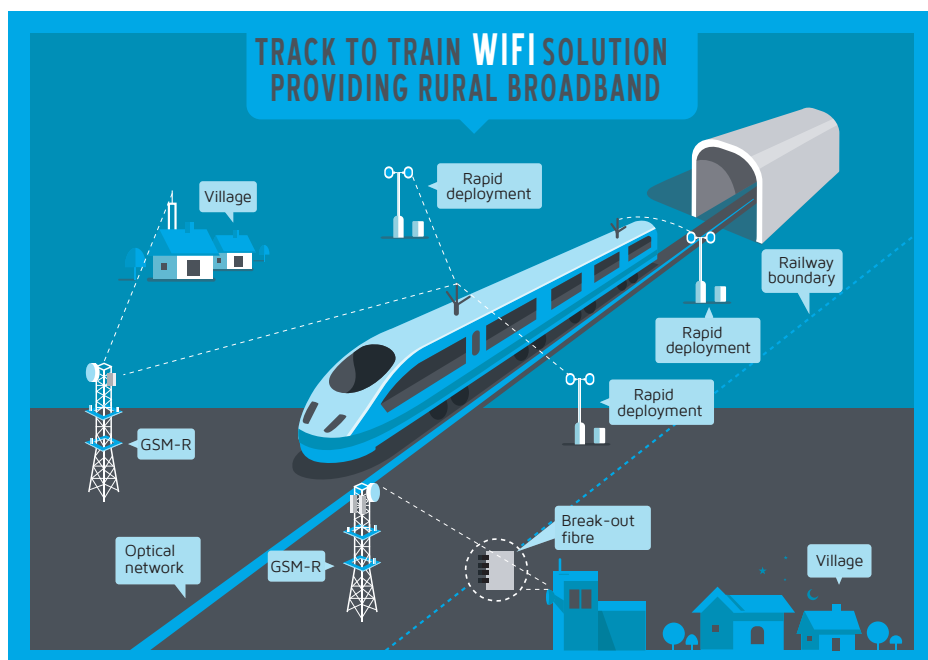 TRACK TO TRAIN WIFI SOLUTION
PROVIDING RURAL BROADBAND
Village
Rapid
deployment
Railway
boundary
Rapid
deployment
Rapid
deployment
GSM-R
Break-out
fibre
Optical
network
GSM-R
Village